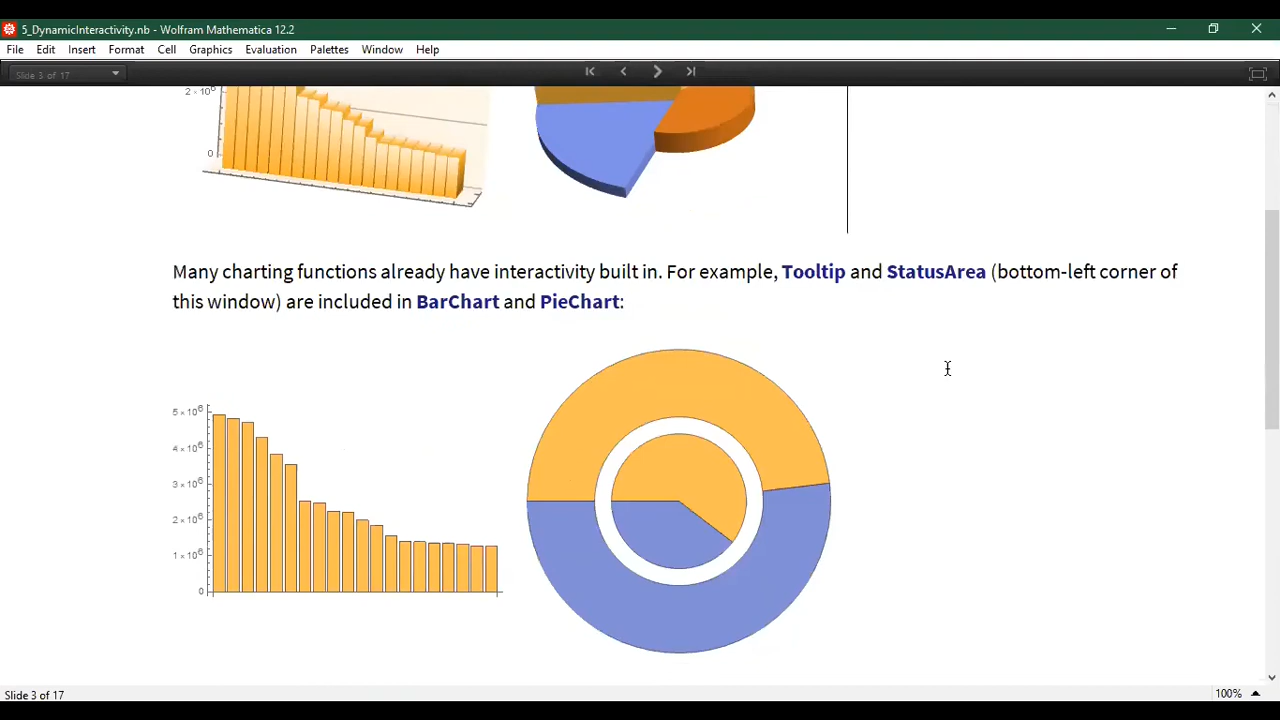 5_DynamicInteractivity.nb - Wolfram Mathematica 12.2
File Edit Insert Format Cell Graphics Evaluation Palettes Window Help
Slide 3 of 17
2 × 10⁶
0
Many charting functions already have interactivity built in. For example, Tooltip and StatusArea (bottom-left corner of
this window) are included in BarChart and PieChart:
5 × 10⁶
4 × 10⁶
3 × 10⁶
2 × 10⁶
1 × 10⁶
0
Slide 3 of 17
100%